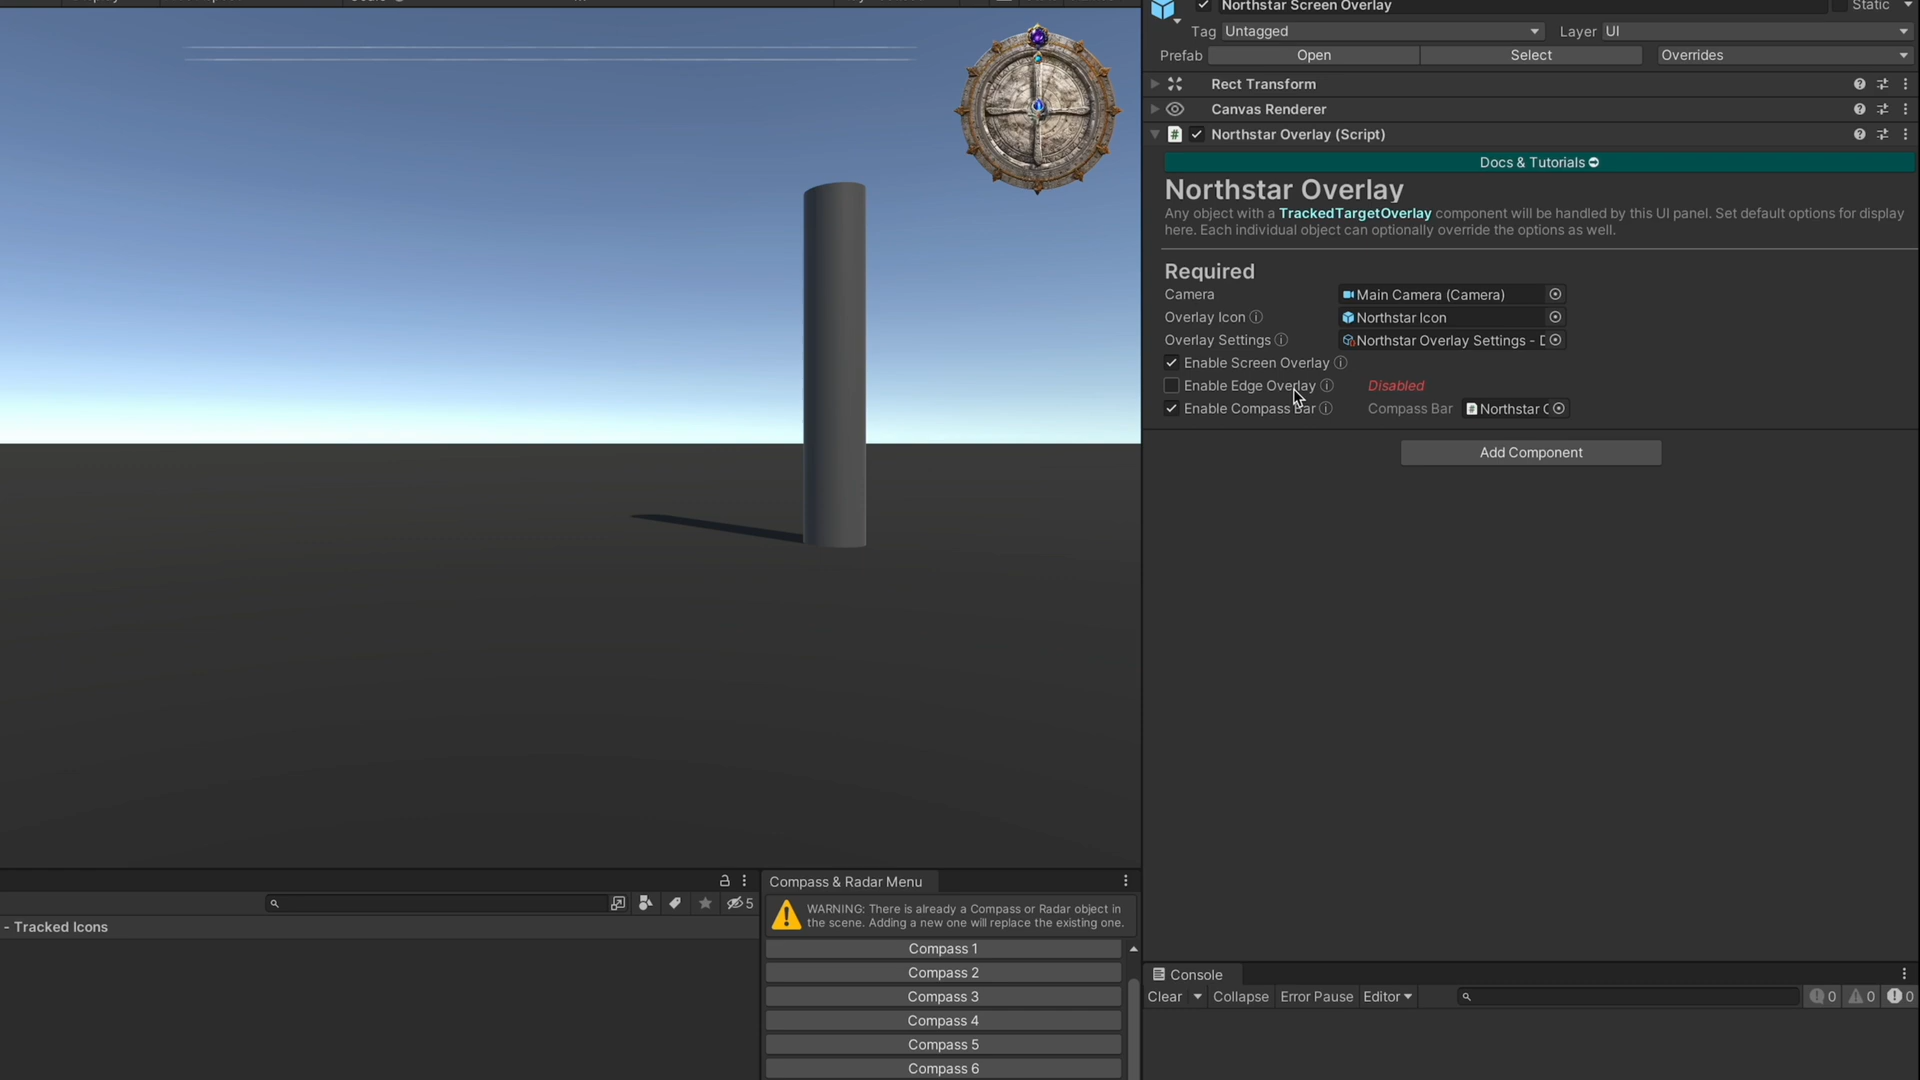 Northstar Screen Overlay
Static
Tag Untagged Layer UI
Prefab Open Select Overrides
Rect Transform
Canvas Renderer
# Northstar Overlay (Script)
Docs & Tutorials
Northstar Overlay
Any object with a TrackedTargetOverlay component will be handled by this UI panel. Set default options for display
here. Each individual object can optionally override the options as well.
Required
Camera Main Camera (Camera)
Overlay Icon Northstar Icon
Overlay Settings Northstar Overlay Settings -
Enable Screen Overlay
Enable Edge Overlay Disabled
Enable Compass Bar Compass Bar # Northstar
Add Component
5
- Tracked Icons
Compass & Radar Menu
WARNING: There is already a Compass or Radar object in
the scene. Adding a new one will replace the existing one.
Compass 1
Compass 2
Compass 3
Compass 4
Compass 5
Compass 6
Console
Clear Collapse Error Pause Editor 0 0 0